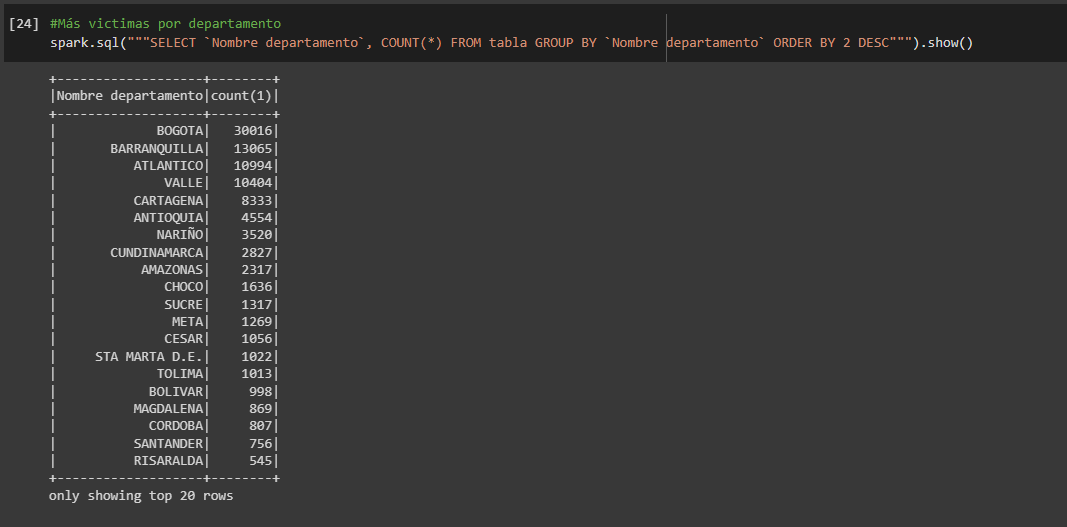 [24] #Más victimas por departamento
spark.sql("""SELECT `Nombre departamento`, COUNT(*) FROM tabla GROUP BY `Nombre departamento` ORDER BY 2 DESC""").show()
+-------------------+--------+
|Nombre departamento|count(1)|
+-------------------+--------+
|             BOGOTA|   30016|
|       BARRANQUILLA|   13065|
|          ATLANTICO|   10994|
|              VALLE|   10404|
|          CARTAGENA|    8333|
|          ANTIOQUIA|    4554|
|             NARIÑO|    3520|
|       CUNDINAMARCA|    2827|
|           AMAZONAS|    2317|
|              CHOCO|    1636|
|              SUCRE|    1317|
|               META|    1269|
|              CESAR|    1056|
|     STA MARTA D.E.|    1022|
|             TOLIMA|    1013|
|            BOLIVAR|     998|
|          MAGDALENA|     869|
|            CORDOBA|     807|
|          SANTANDER|     756|
|          RISARALDA|     545|
+-------------------+--------+
only showing top 20 rows